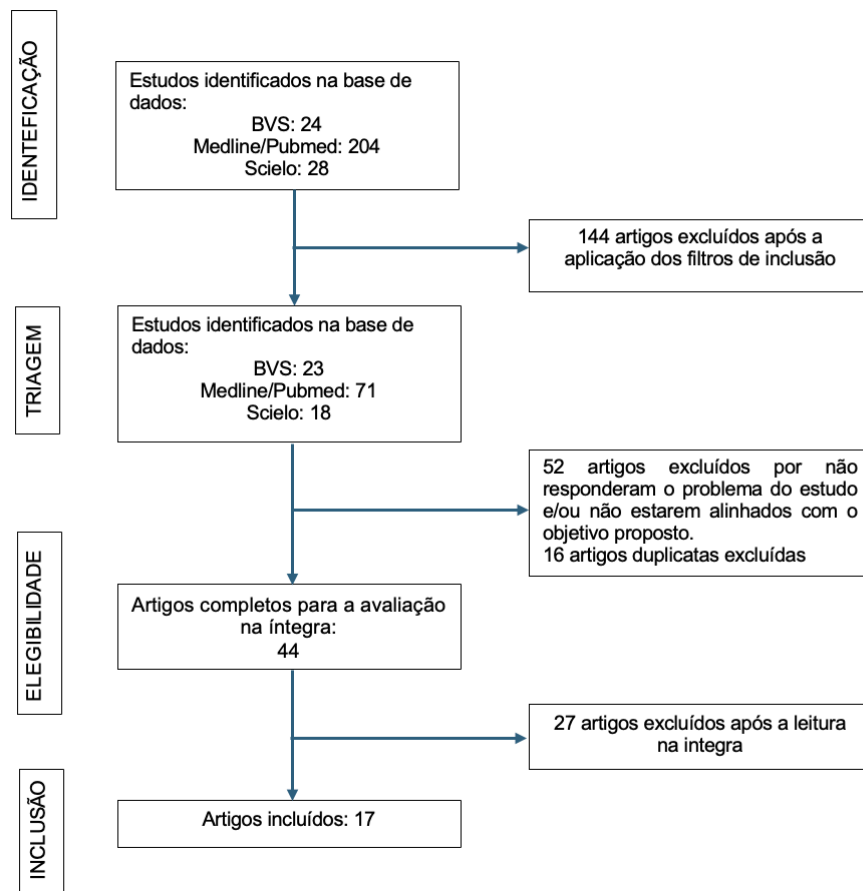 IDENTEFICAÇÃO
Estudos identificados na base de
dados:
BVS: 24
Medline/Pubmed: 204
Scielo: 28
144 artigos excluídos após a
aplicação dos filtros de inclusão
TRIAGEM
Estudos identificados na base de
dados:
BVS: 23
Medline/Pubmed: 71
Scielo: 18
52 artigos excluídos por não
responderam o problema do estudo
e/ou não estarem alinhados com o
objetivo proposto.
16 artigos duplicatas excluídas
ELEGIBILIDADE
Artigos completos para a avaliação
na íntegra:
44
27 artigos excluídos após a leitura
na integra
INCLUSÃO
Artigos incluídos: 17